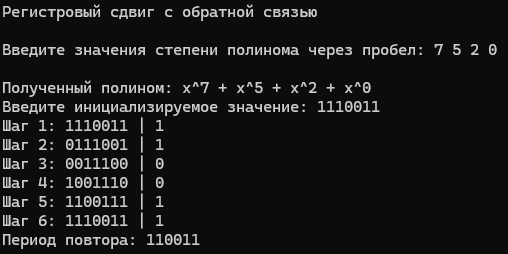 Регистровый сдвиг с обратной связью
Введите значения степени полинома через пробел: 7 5 2 0
Полученный полином: x^7 + x^5 + x^2 + x^0
Введите инициализируемое значение: 1110011
Шаг 1: 1110011 | 1
Шаг 2: 0111001 | 1
Шаг 3: 0011100 | 0
Шаг 4: 1001110 | 0
Шаг 5: 1100111 | 1
Шаг 6: 1110011 | 1
Период повтора: 110011